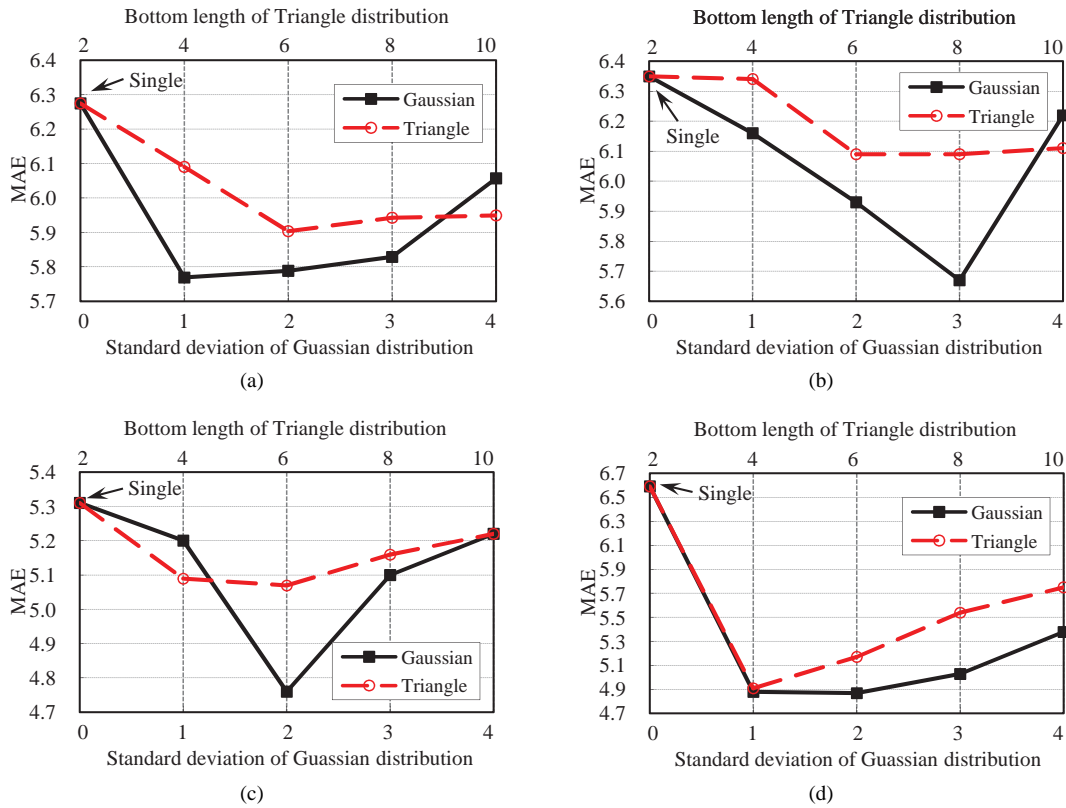 Bottom length of Triangle distribution
2 4 6 8 10
6.4
6.3
6.2
6.1
6.0
5.9
5.8
5.7
MAE
Single
Gaussian
Triangle
0 1 2 3 4
Standard deviation of Guassian distribution
(a)
Bottom length of Triangle distribution
2 4 6 8 10
6.4
6.3
6.2
6.1
6.0
5.9
5.8
5.7
5.6
MAE
Single
Gaussian
Triangle
0 1 2 3 4
Standard deviation of Guassian distribution
(b)
Bottom length of Triangle distribution
2 4 6 8 10
5.4
5.3
5.2
5.1
5.0
4.9
4.8
4.7
MAE
Single
Gaussian
Triangle
0 1 2 3 4
Standard deviation of Guassian distribution
(c)
Bottom length of Triangle distribution
2 4 6 8 10
6.7
6.5
6.3
6.1
5.9
5.7
5.5
5.3
5.1
4.9
4.7
MAE
Single
Gaussian
Triangle
0 1 2 3 4
Standard deviation of Guassian distribution
(d)